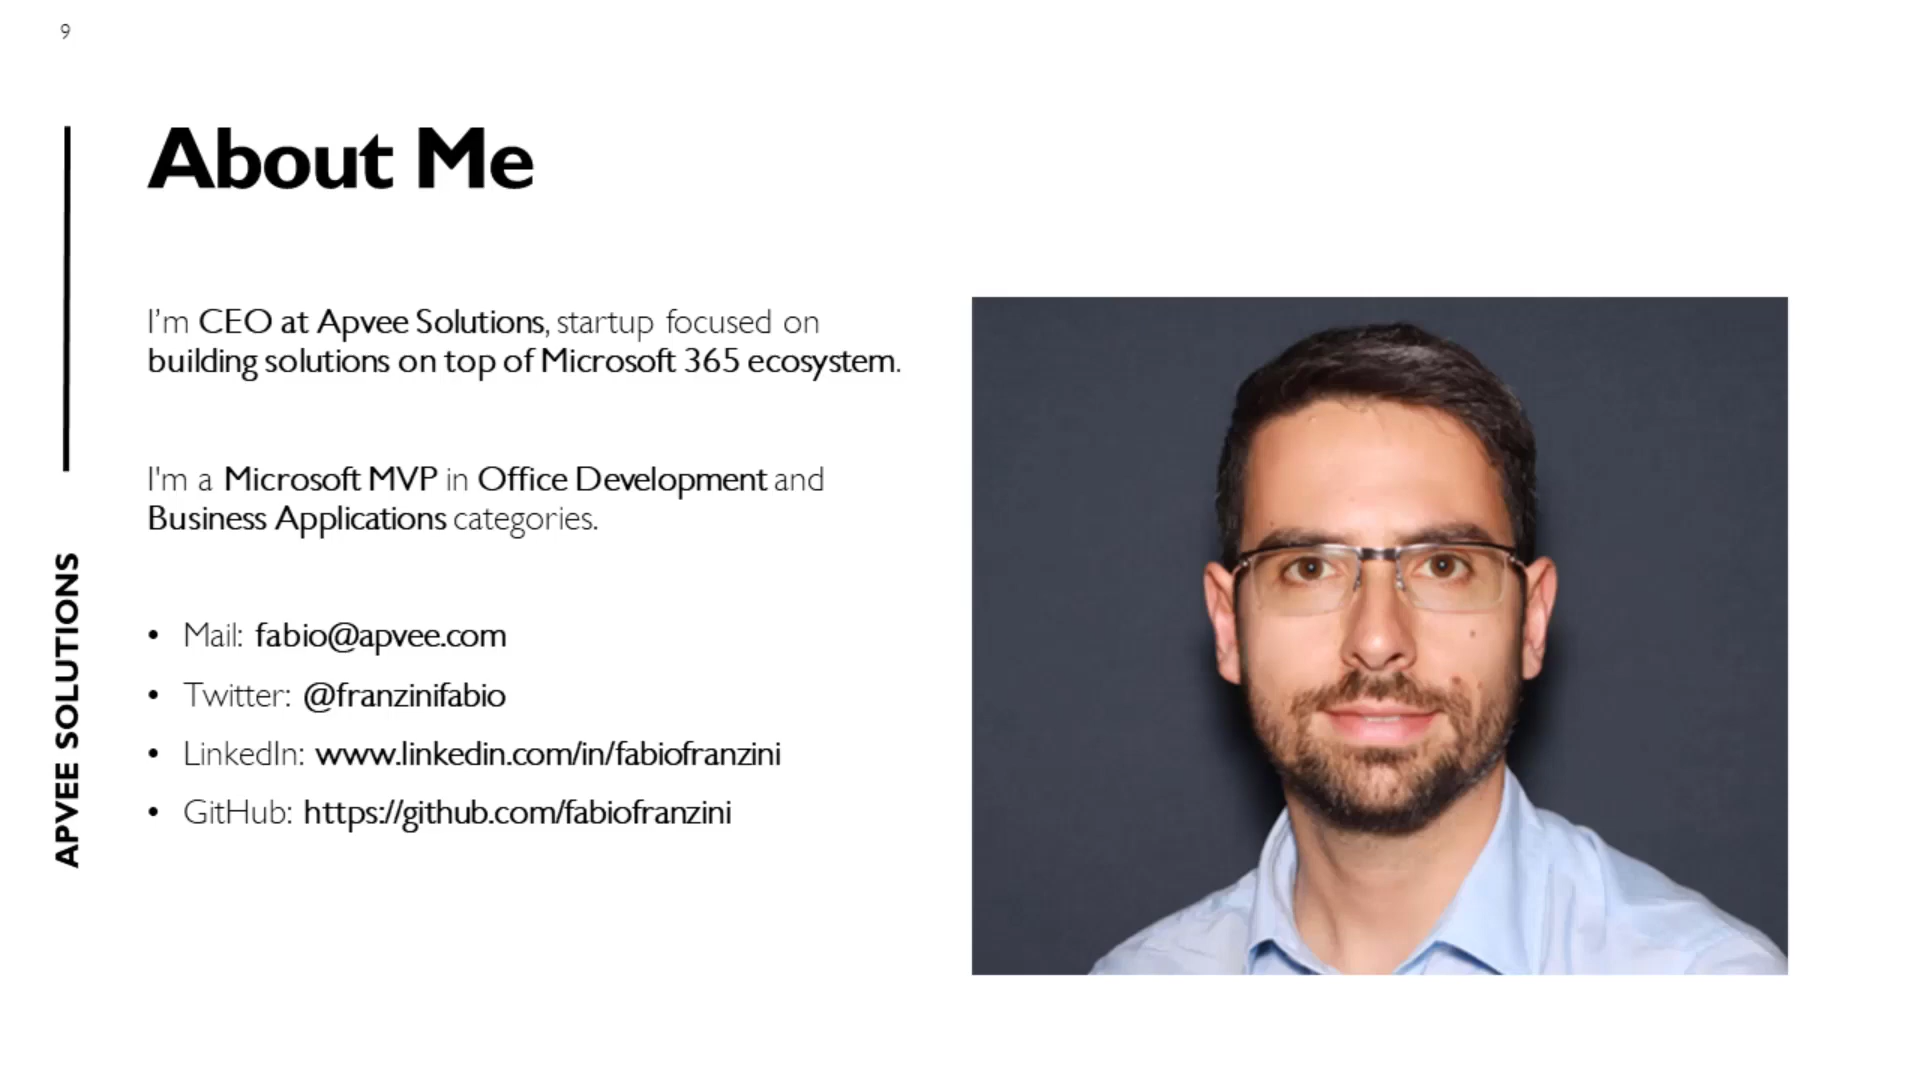 9
About Me
I’m CEO at Apvee Solutions, startup focused on
building solutions on top of Microsoft 365 ecosystem.
I'm a Microsoft MVP in Office Development and
Business Applications categories.
• Mail: fabio@apvee.com
• Twitter: @franzinifabio
• LinkedIn: www.linkedin.com/in/fabiofranzini
• GitHub: https://github.com/fabiofranzini
APVEE SOLUTIONS